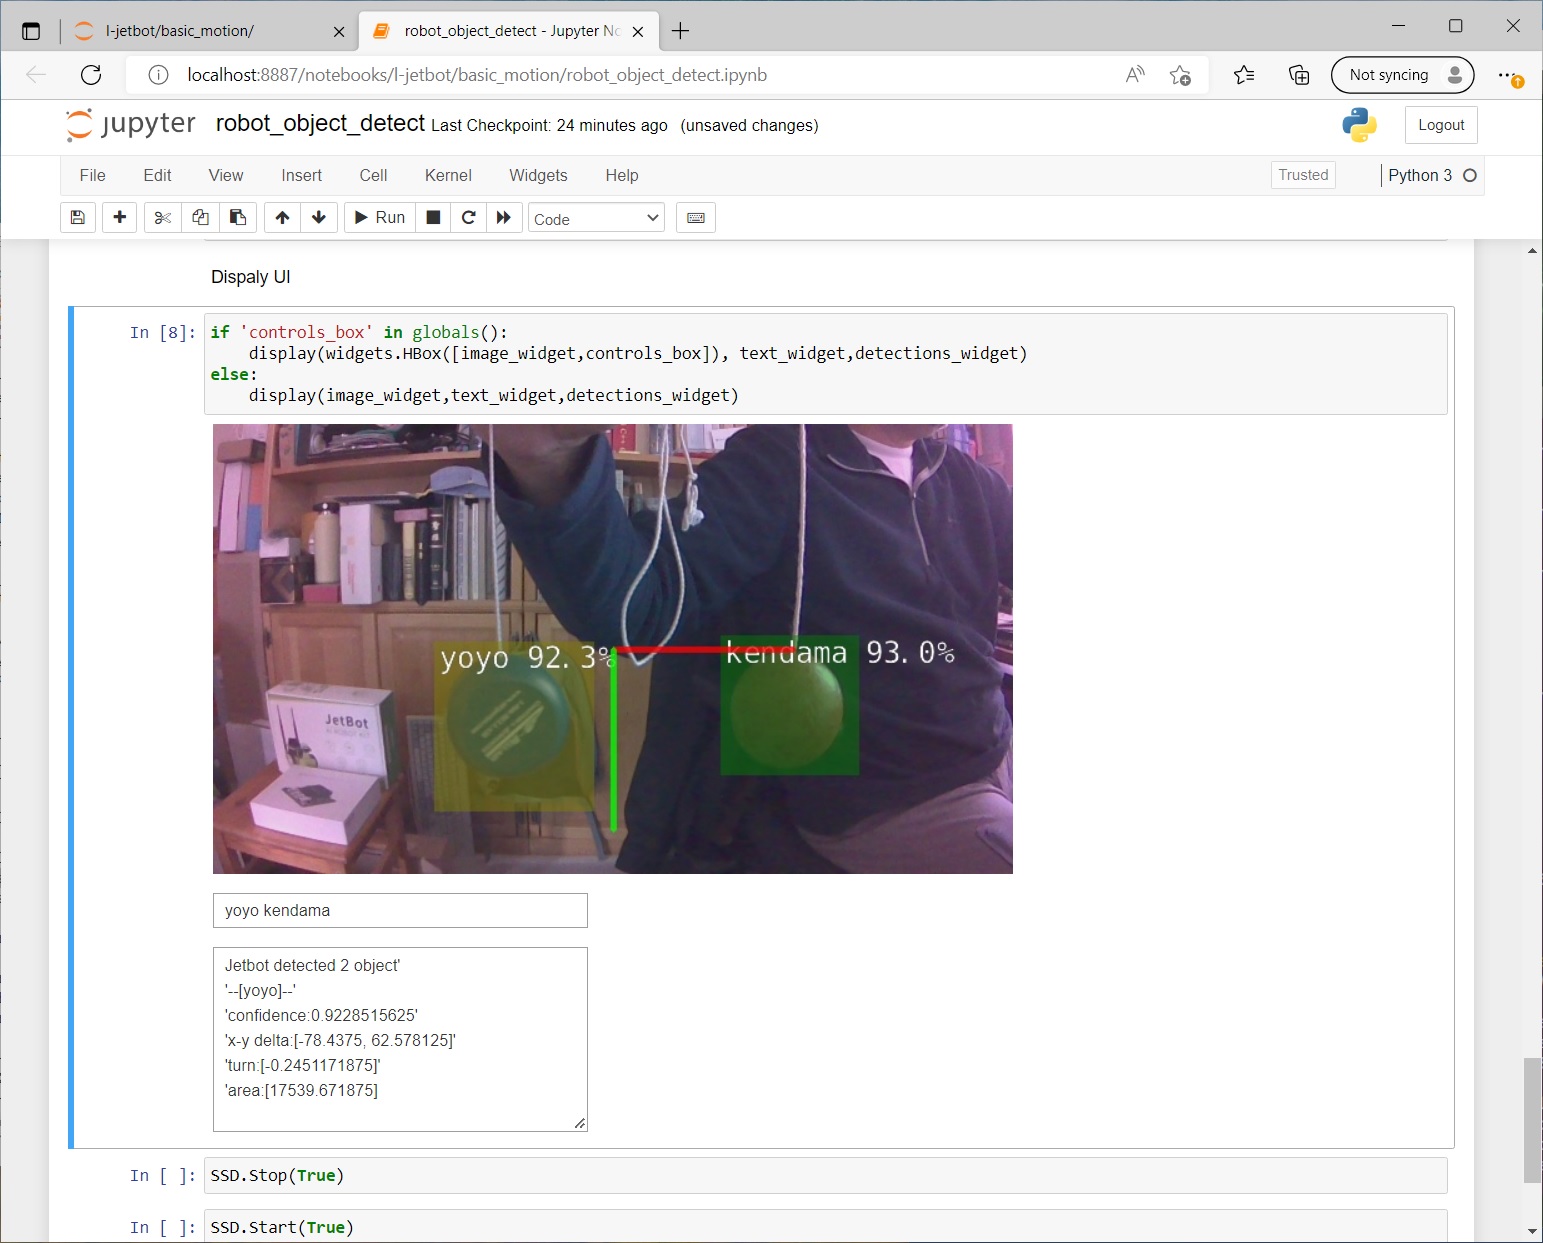 l-jetbot/basic_motion/
robot_object_detect - Jupyter No
localhost:8887/notebooks/l-jetbot/basic_motion/robot_object_detect.ipynb
Not syncing
jupyter robot_object_detect Last Checkpoint: 24 minutes ago (unsaved changes)
Logout
File Edit View Insert Cell Kernel Widgets Help
Trusted
Python 3
Run
Code
Dispaly UI
In [8]: if 'controls_box' in globals():
display(widgets.HBox([image_widget,controls_box]), text_widget,detections_widget)
else:
display(image_widget,text_widget,detections_widget)
yoyo 92.3%
kendama 93.0%
JetBot
yoyo kendama
Jetbot detected 2 object'
'--[yoyo]--'
'confidence:0.9228515625'
'x-y delta:[-78.4375, 62.578125]'
'turn:[-0.2451171875]'
'area:[17539.671875]
In [ ]: SSD.Stop(True)
In [ ]: SSD.Start(True)